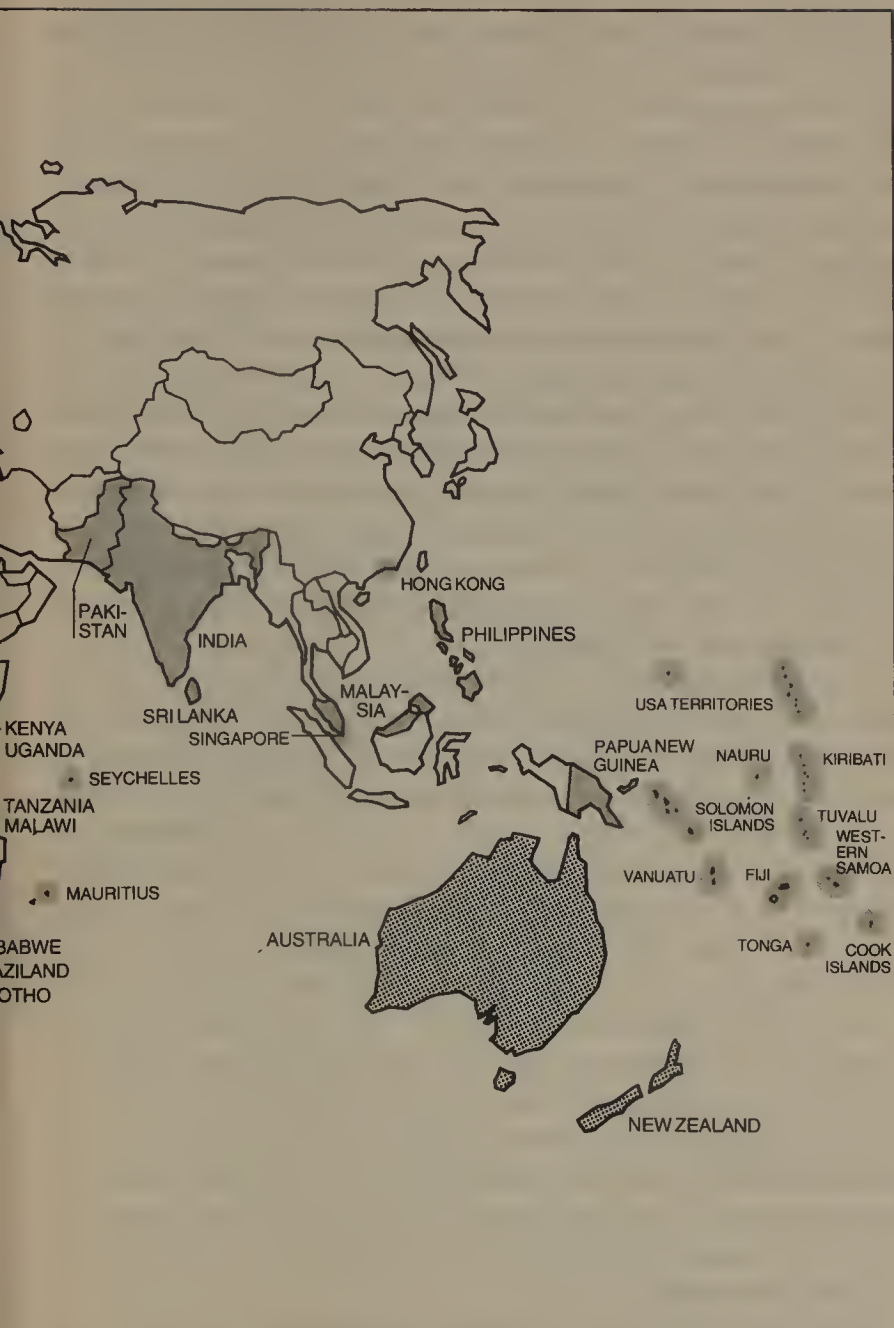 HONG KONG
PAKI-
STAN
INDIA
PHILIPPINES
SRI LANKA
MALAY-
SIA
SINGAPORE
USA TERRITORIES
KENYA
UGANDA
SEYCHELLES
TANZANIA
MALAWI
PAPUA NEW
GUINEA
NAURU
KIRIBATI
SOLOMON
ISLANDS
TUVALU
WEST-
ERN
SAMOA
VANUATU
FIJI
MAURITIUS
AUSTRALIA
TONGA
COOK
ISLANDS
BABWE
AZILAND
OTHO
NEW ZEALAND